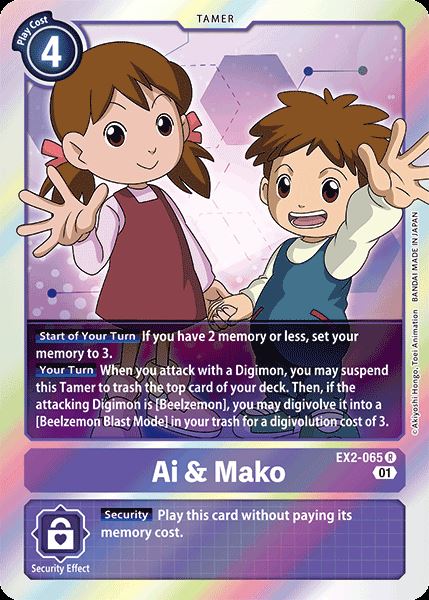 TAMER
Play Cost
4
Start of Your Turn If you have 2 memory or less, set your
memory to 3.
Your Turn When you attack with a Digimon, you may suspend
this Tamer to trash the top card of your deck. Then, if the
attacking Digimon is [Beelzemon], you may digivolve it into a
[Beelzemon Blast Mode] in your trash for a digivolution cost of 3.
©Akiyoshi Hongo, Toei Animation BANDAI MADE IN JAPAN
EX2-065 R
01
Ai & Mako
Security Play this card without paying its
memory cost.
Security Effect